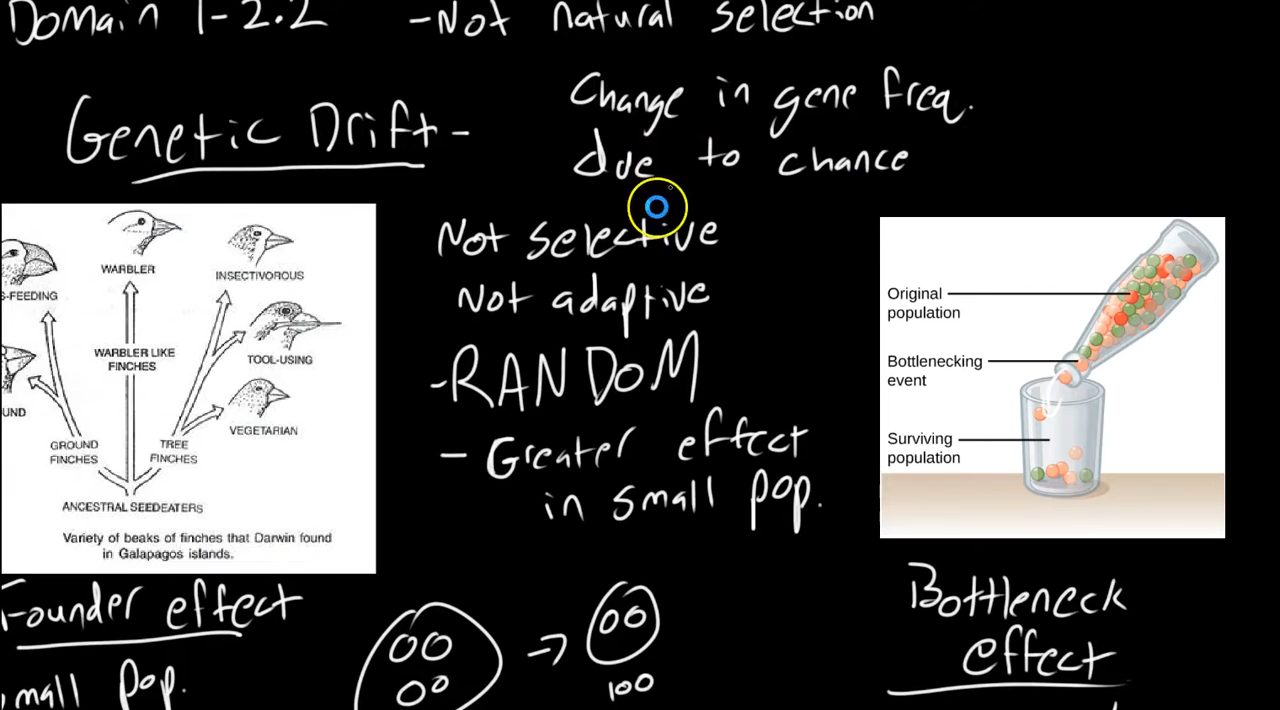 Domain 1-2.2
-Not natural selection
Genetic Drift-
Change in gene freq.
due to chance
Not selective
Not adaptive
-RANDOM
- Greater effect
in small pop.
WARBLER
INSECTIVOROUS
S-FEEDING
WARBLER LIKE
FINCHES
TOOL-USING
UND
VEGETARIAN
GROUND
FINCHES
TREE
FINCHES
ANCESTRAL SEEDEATERS
Variety of beaks of finches that Darwin found
in Galapagos islands.
Original
population
Bottlenecking
event
Surviving
population
Founder effect
small pop.
100
Bottleneck
effect